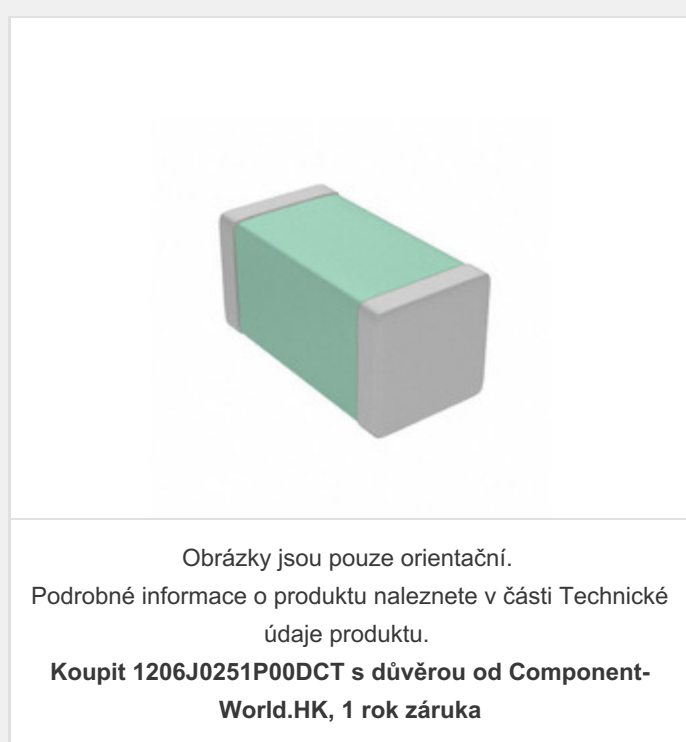 Obrázky jsou pouze orientační.
Podrobné informace o produktu naleznete v části Technické
údaje produktu.
Koupit 1206J0251P00DCT s důvěrou od Component-
World.HK, 1 rok záruka